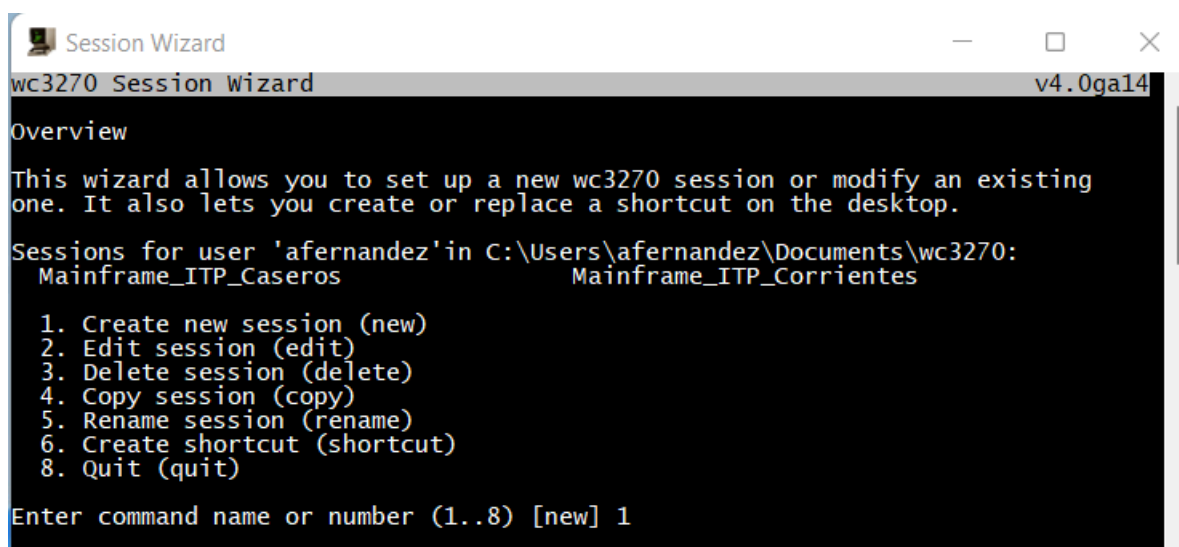 Session Wizard
wc3270 Session Wizard v4.0ga14
Overview
This wizard allows you to set up a new wc3270 session or modify an existing
one. It also lets you create or replace a shortcut on the desktop.
Sessions for user 'afernandez'in C:\Users\afernandez\Documents\wc3270:
Mainframe_ITP_Caseros Mainframe_ITP_Corrientes
1. Create new session (new)
2. Edit session (edit)
3. Delete session (delete)
4. Copy session (copy)
5. Rename session (rename)
6. Create shortcut (shortcut)
8. Quit (quit)
Enter command name or number (1..8) [new] 1